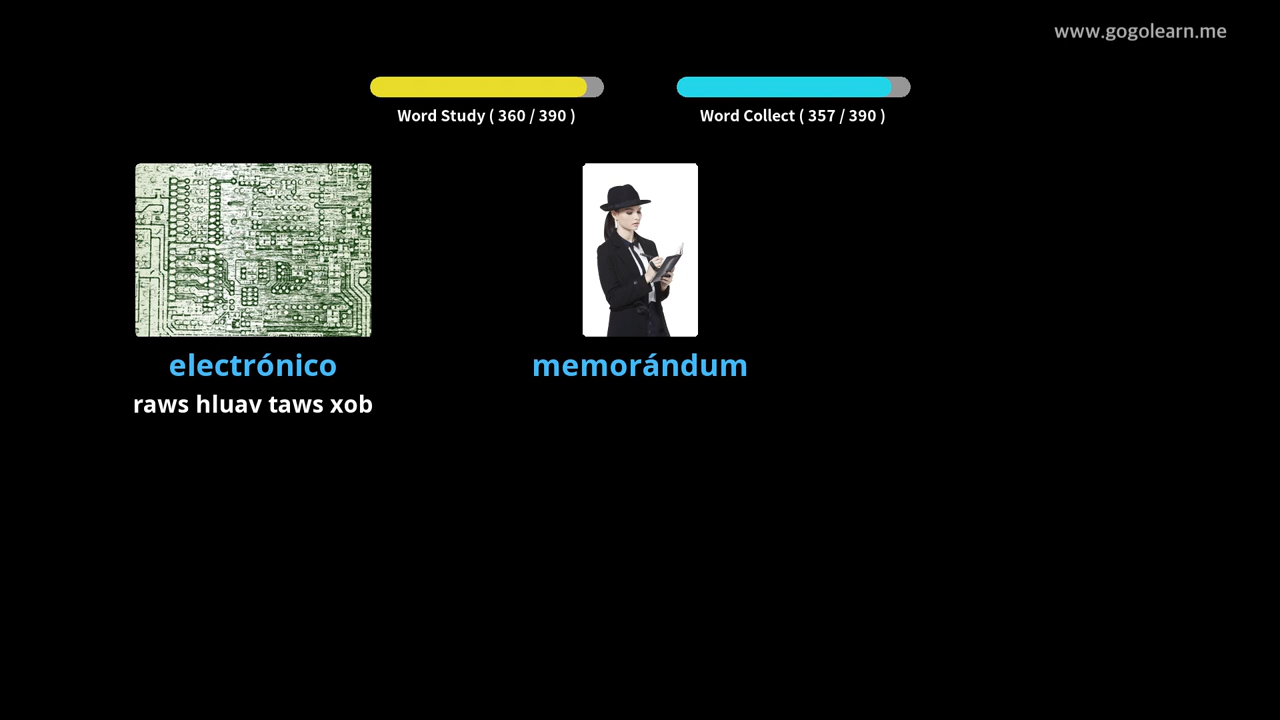 www.gogolearn.me
Word Study ( 360 / 390 )
Word Collect ( 357 / 390 )
electrónico
raws hluav taws xob
memorándum